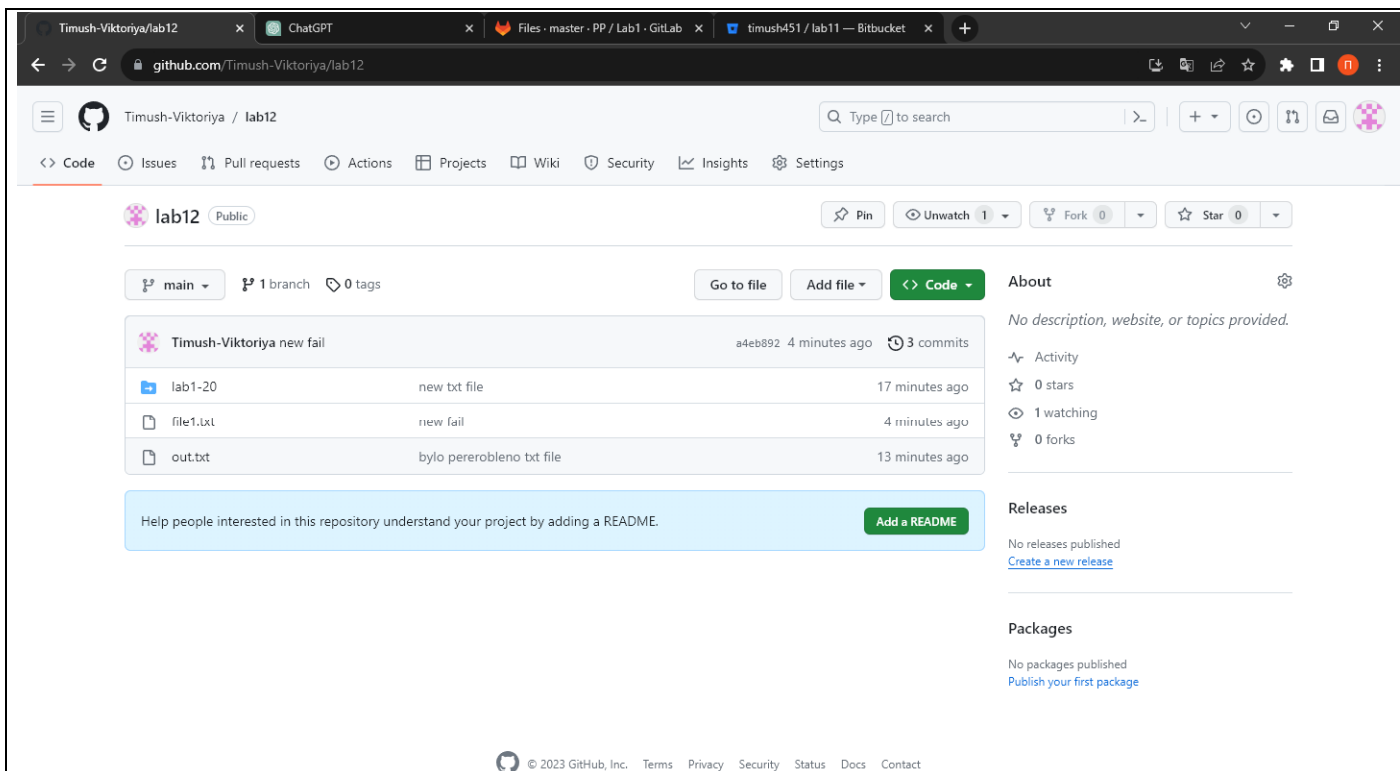 Timush-Viktoriya/lab12 ChatGPT Files · master · PP / Lab1 · GitLab timush451 / lab11 — Bitbucket
github.com/Timush-Viktoriya/lab12 П
Timush-Viktoriya / lab12 Type / to search
Code Issues Pull requests Actions Projects Wiki Security Insights Settings
lab12 Public Pin Unwatch 1 Fork 0 Star 0
main 1 branch 0 tags Go to file Add file Code
Timush-Viktoriya new fail a4eb892 4 minutes ago 3 commits
lab1-20 new txt file 17 minutes ago
file1.txt new fail 4 minutes ago
out.txt bylo pererobleno txt file 13 minutes ago
Help people interested in this repository understand your project by adding a README. Add a README
About
No description, website, or topics provided.
Activity
0 stars
1 watching
0 forks
Releases
No releases published
Create a new release
Packages
No packages published
Publish your first package
© 2023 GitHub, Inc. Terms Privacy Security Status Docs Contact